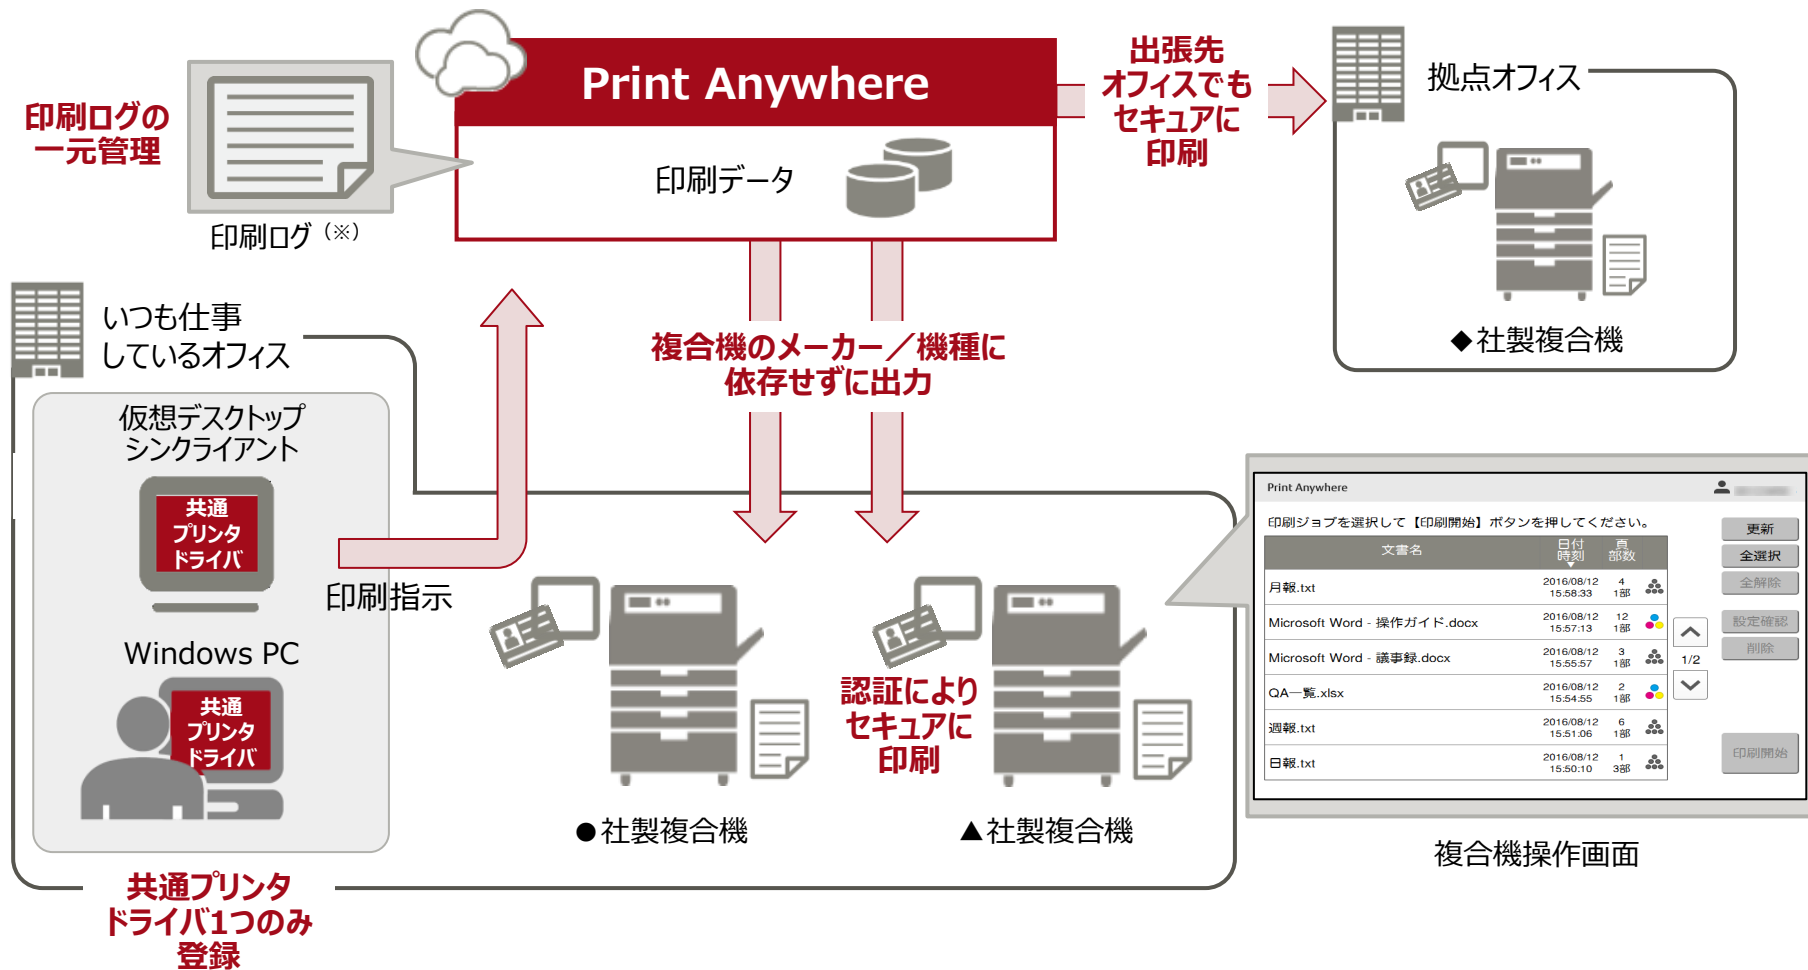 Print Anywhere
印刷データ
印刷ログの
一元管理
印刷ログ（※）
出張先
オフィスでも
セキュアに
印刷
拠点オフィス
◆社製複合機
いつも仕事
しているオフィス
仮想デスクトップ
シンクライアント
共通
プリンタ
ドライバ
Windows PC
共通
プリンタ
ドライバ
共通プリンタ
ドライバ1つのみ
登録
印刷指示
複合機のメーカー／機種に
依存せずに出力
認証により
セキュアに
印刷
●社製複合機
▲社製複合機
Print Anywhere
印刷ジョブを選択して【印刷開始】ボタンを押してください。
文書名 日付時刻▼ 頁部数
月報.txt 2016/08/12 15:58:33 4 1部
Microsoft Word - 操作ガイド.docx 2016/08/12 15:57:13 12 1部
Microsoft Word - 議事録.docx 2016/08/12 15:55:57 3 1部
QA一覧.xlsx 2016/08/12 15:54:55 2 1部
週報.txt 2016/08/12 15:51:06 6 1部
日報.txt 2016/08/12 15:50:10 1 3部
1/2
更新
全選択
全解除
設定確認
削除
印刷開始
複合機操作画面